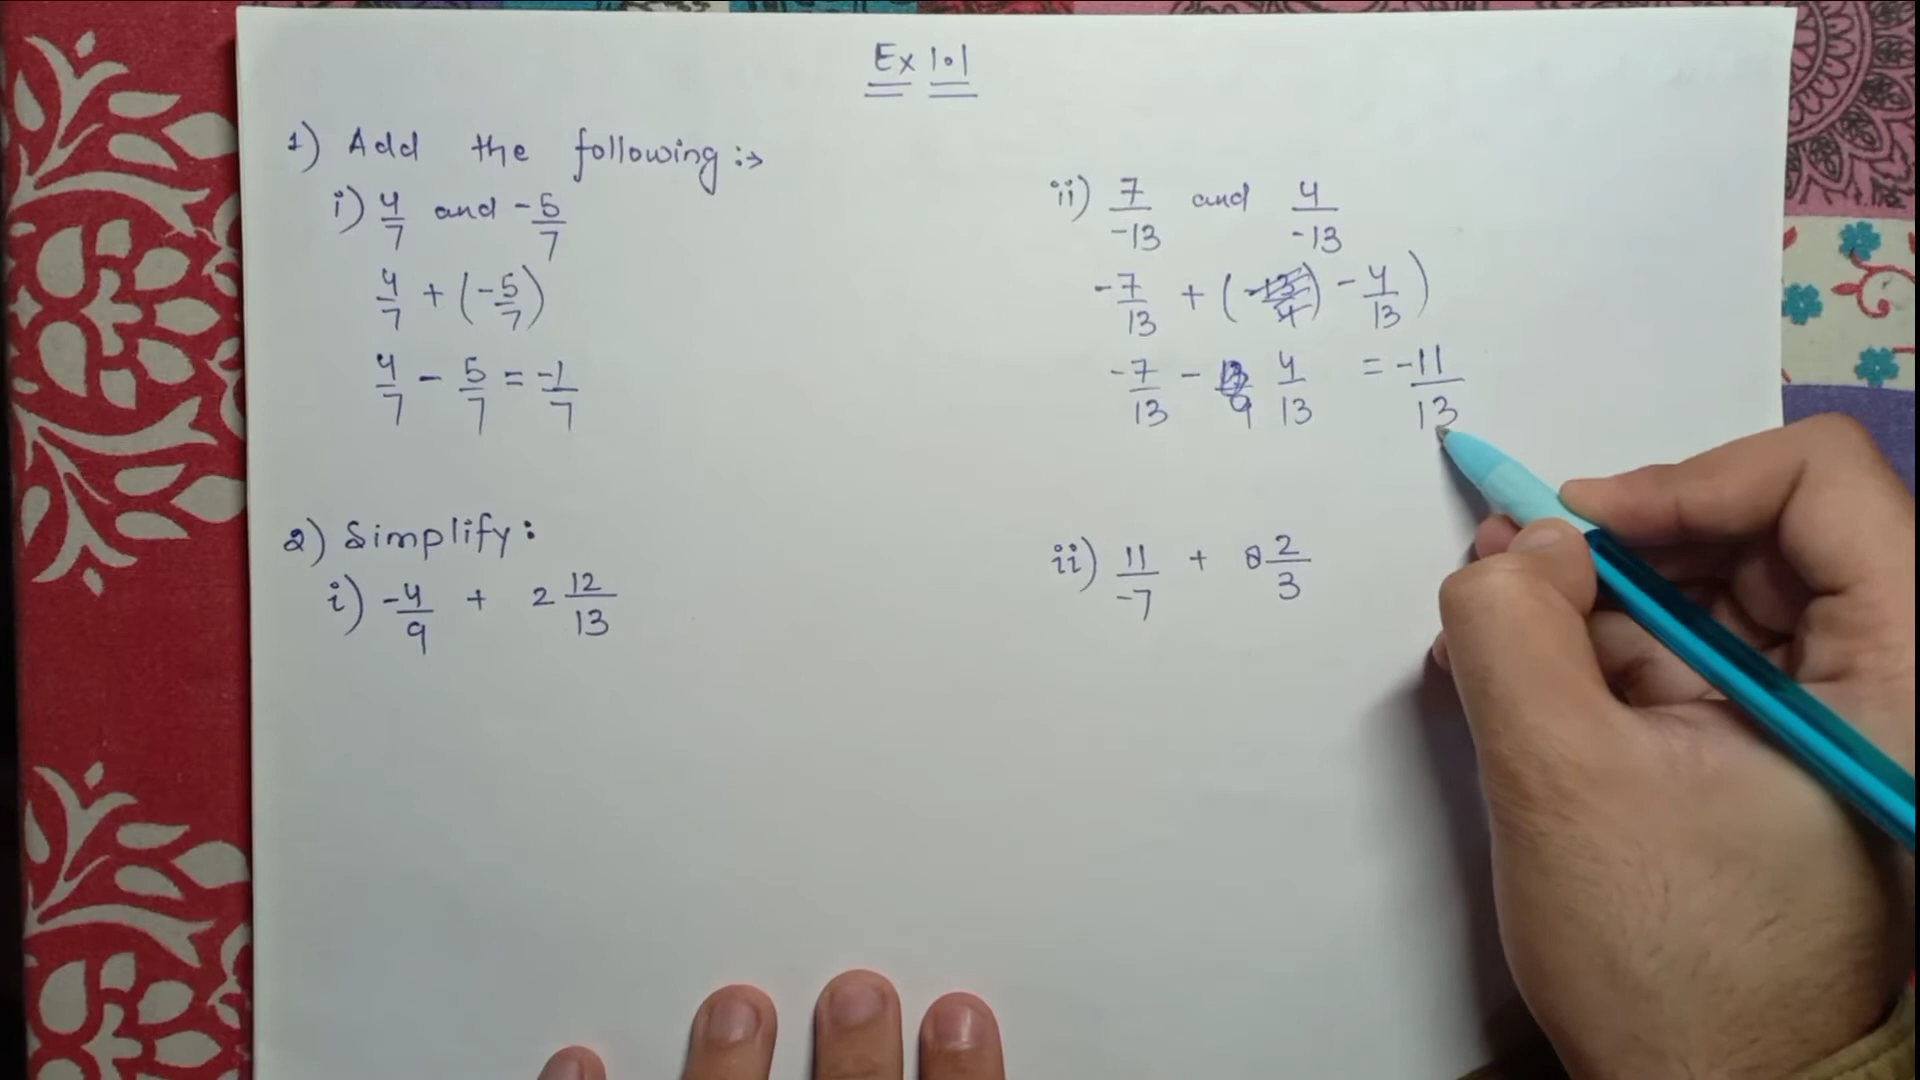 Ex 1.1
1) Add the following :→
i) 4/7 and -5/7
4/7 + (-5/7)
4/7 - 5/7 = -1/7
ii) 7/-13 and 4/-13
-7/13 + ( -4/13)
-7/13 - 4/13 = -11/13
2) Simplify:
i) -4/9 + 2 12/13
ii) 11/-7 + 8 2/3